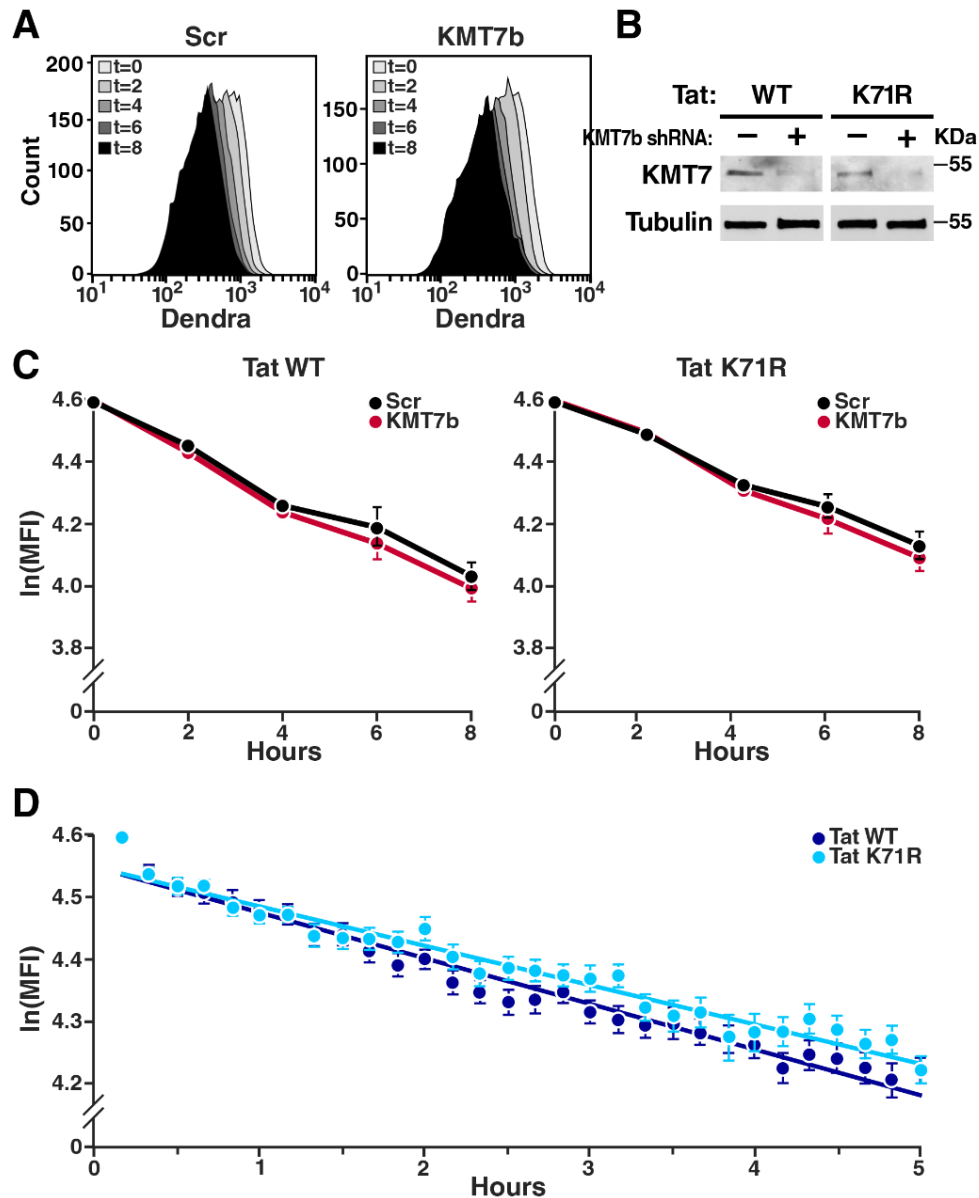 A
Scr
KMT7b
200
150
100
50
0
Count
t=0
t=2
t=4
t=6
t=8
10^1
10^2
10^3
10^4
Dendra
150
100
50
0
t=0
t=2
t=4
t=6
t=8
10^1
10^2
10^3
10^4
Dendra
B
Tat: WT K71R
KMT7b shRNA: − + − + KDa
KMT7 −55
Tubulin −55
C
Tat WT
4.6
4.4
4.2
4.0
3.8
0
ln(MFI)
Scr
KMT7b
0 2 4 6 8
Hours
Tat K71R
4.6
4.4
4.2
4.0
3.8
0
Scr
KMT7b
0 2 4 6 8
Hours
D
4.6
4.5
4.4
4.3
4.2
0
ln(MFI)
Tat WT
Tat K71R
0 1 2 3 4 5
Hours